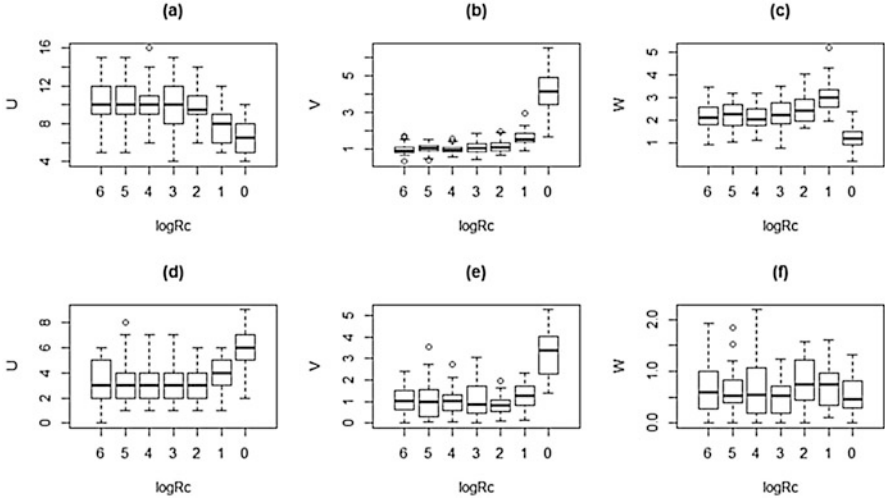 (a) (b) (c)
U 4 8 12 16
V 1 3 5
W 1 2 3 4 5
6 5 4 3 2 1 0 6 5 4 3 2 1 0 6 5 4 3 2 1 0
logRc logRc logRc
(d) (e) (f)
U 0 2 4 6 8
V 0 1 2 3 4 5
W 0.0 1.0 2.0
6 5 4 3 2 1 0 6 5 4 3 2 1 0 6 5 4 3 2 1 0
logRc logRc logRc